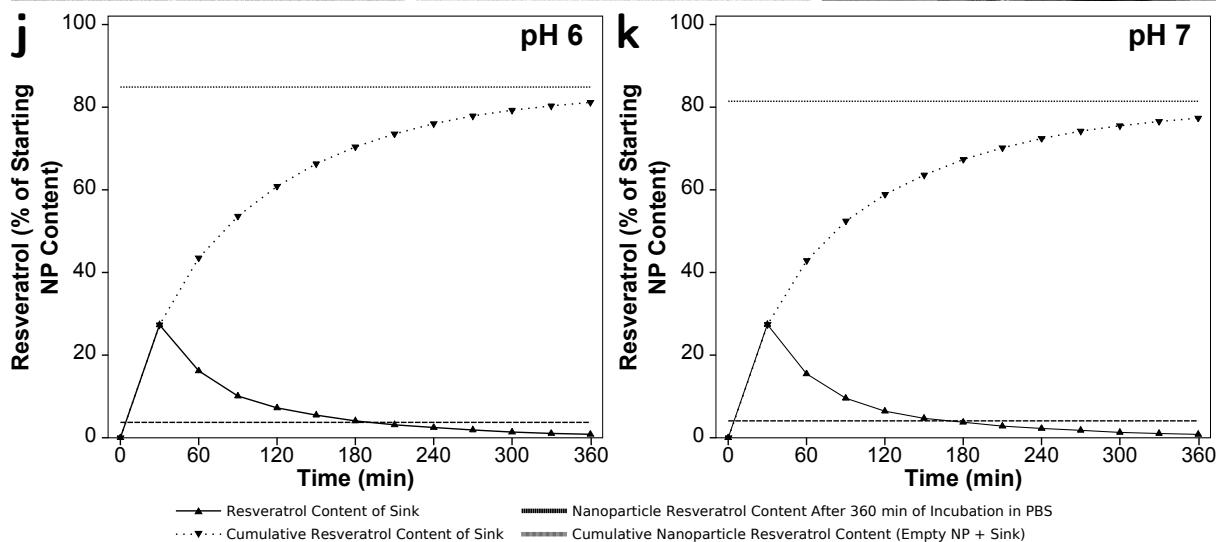 j
pH 6
Resveratrol (% of Starting
NP Content)
100
80
60
40
20
0
0 60 120 180 240 300 360
Time (min)
k
pH 7
Resveratrol (% of Starting
NP Content)
100
80
60
40
20
0
0 60 120 180 240 300 360
Time (min)
Resveratrol Content of Sink
Cumulative Resveratrol Content of Sink
Nanoparticle Resveratrol Content After 360 min of Incubation in PBS
Cumulative Nanoparticle Resveratrol Content (Empty NP + Sink)